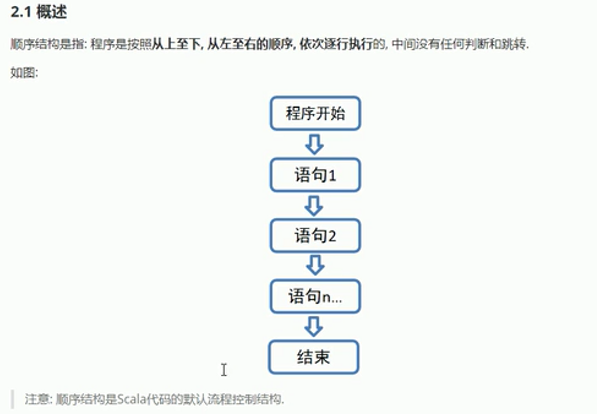 2.1 概述
顺序结构是指: 程序是按照从上至下, 从左至右的顺序, 依次逐行执行的, 中间没有任何判断和跳转.
如图:
程序开始
语句1
语句2
语句n...
结束
注意: 顺序结构是Scala代码的默认流程控制结构.